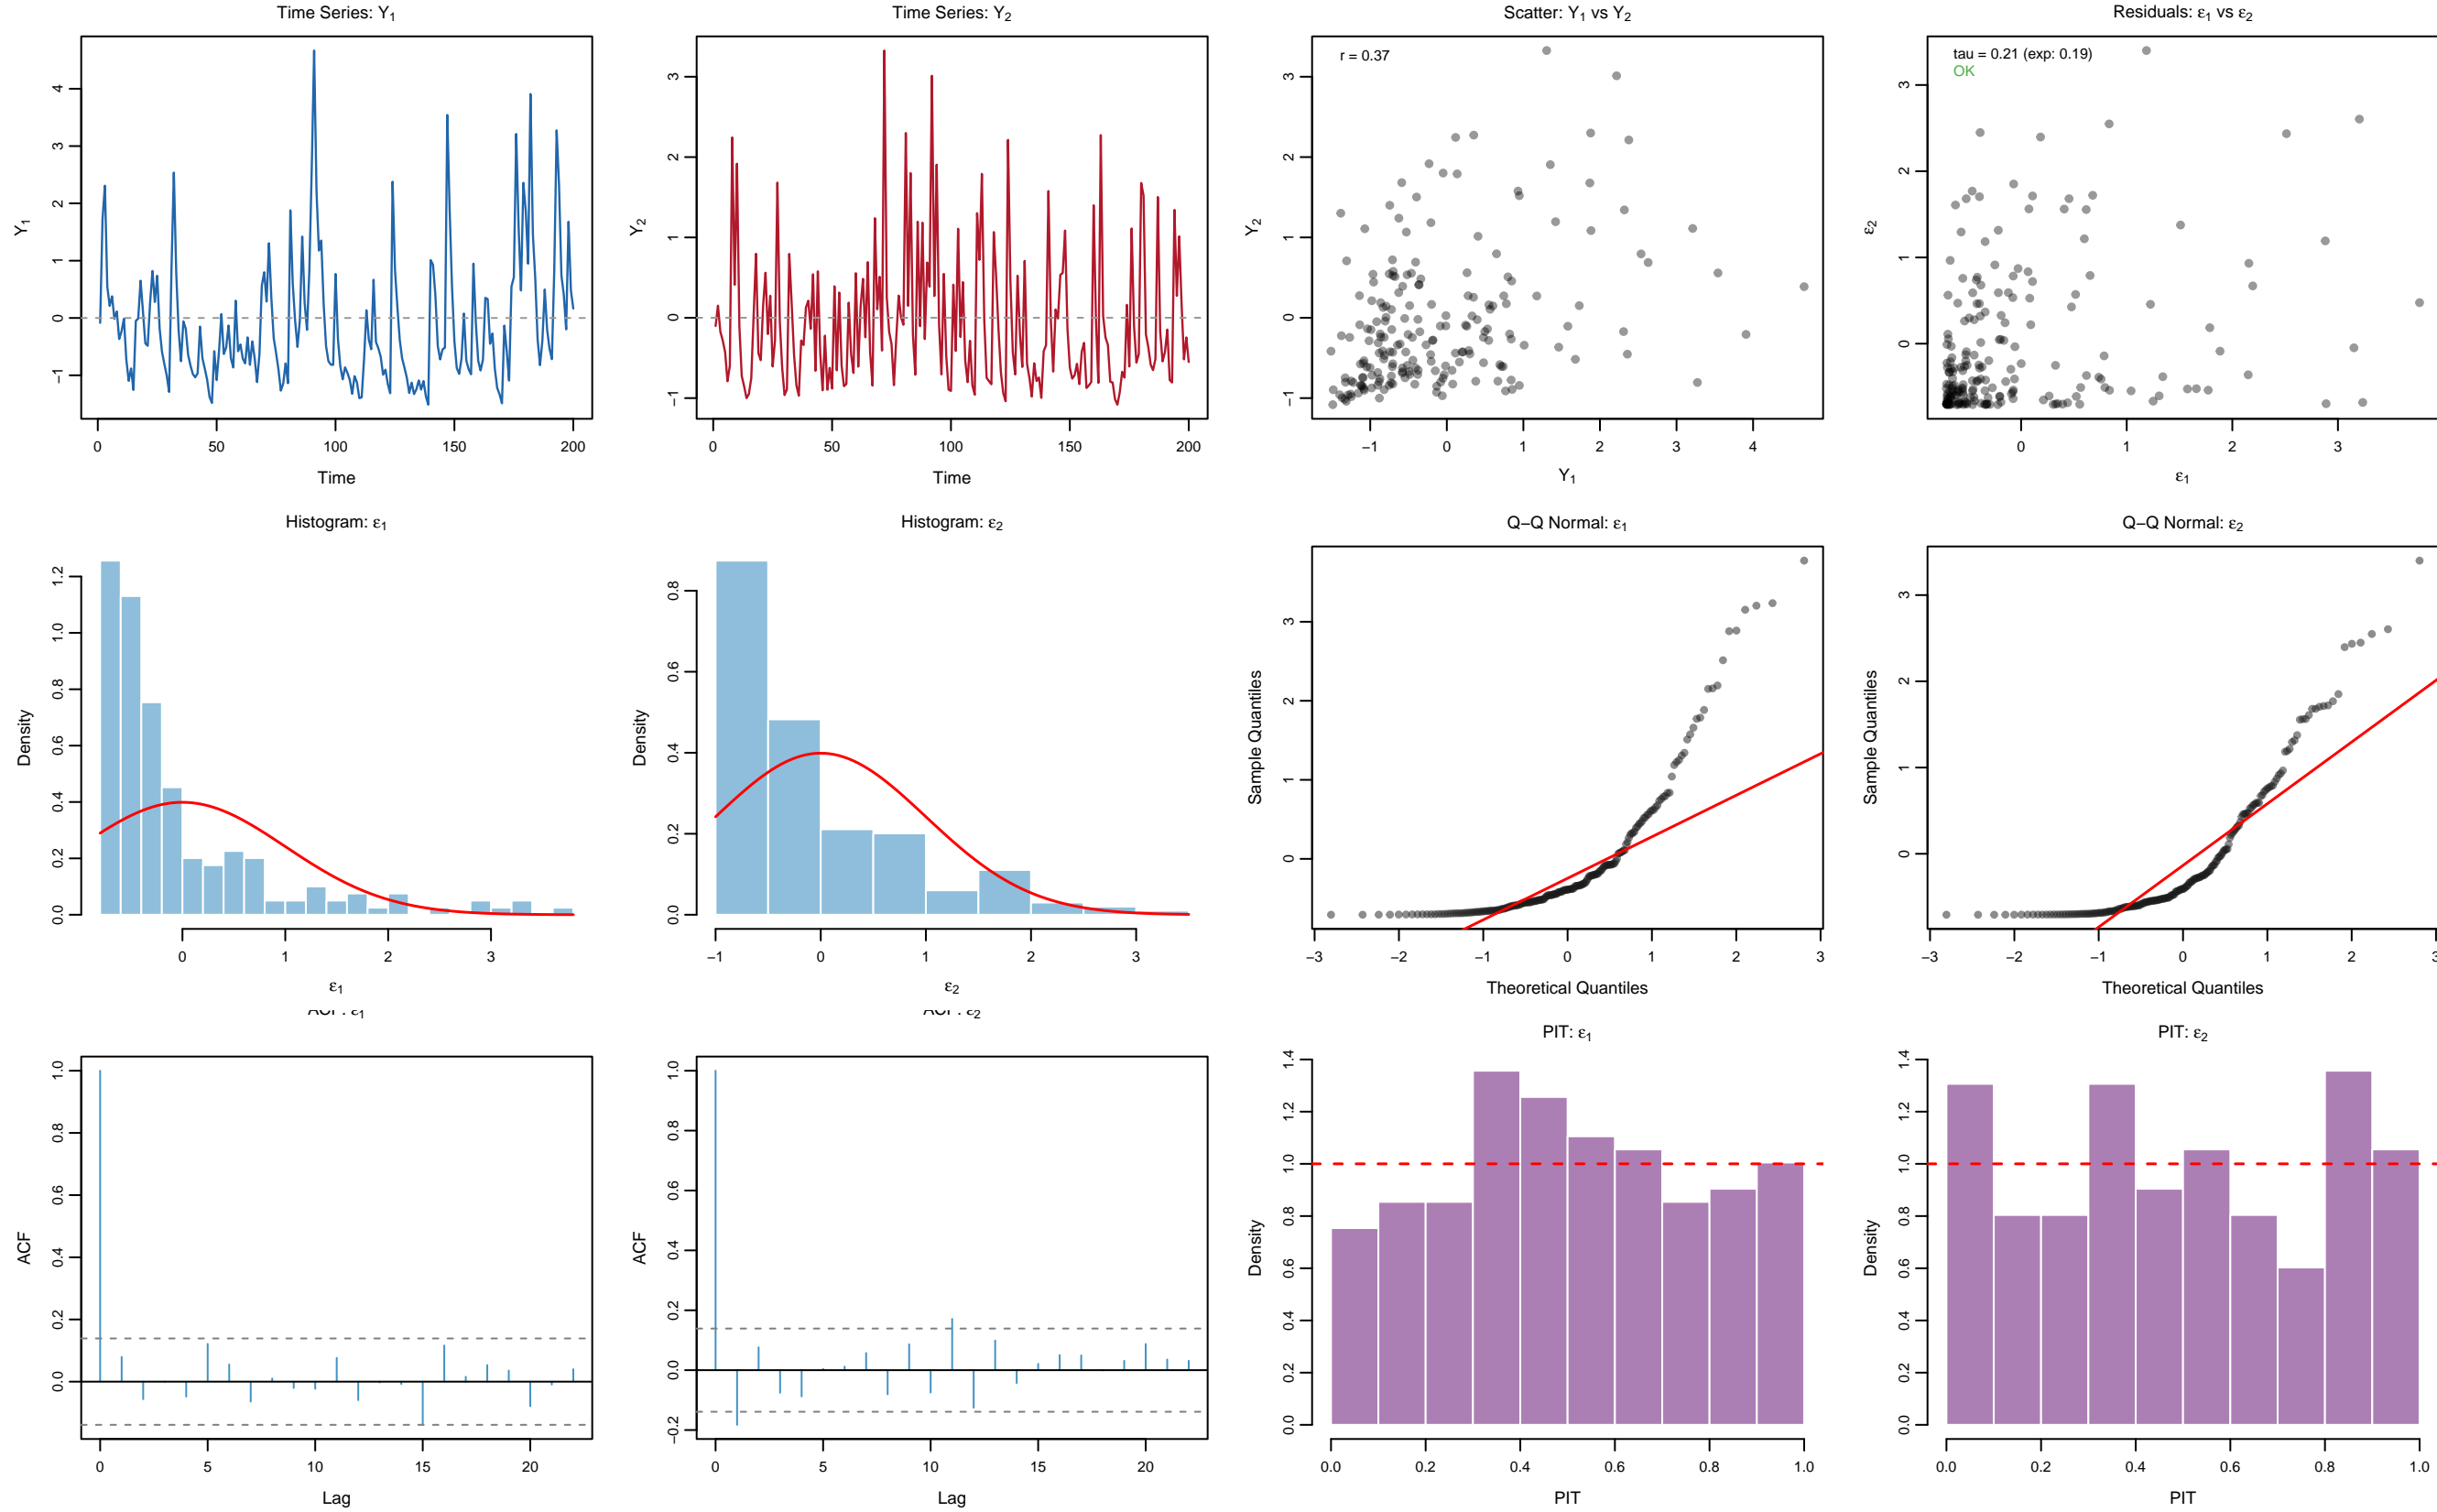 Time Series: Y1
Time Series: Y2
Scatter: Y1 vs Y2
Residuals: ε1 vs ε2
Y1
−1 0 1 2 3 4
0 50 100 150 200
Time
Y2
−1 0 1 2 3
0 50 100 150 200
Time
r = 0.37
Y2
−1 0 1 2 3
−1 0 1 2 3 4
Y1
tau = 0.21 (exp: 0.19)
OK
ε2
0 1 2 3
0 1 2 3
ε1
Histogram: ε1
Histogram: ε2
Q−Q Normal: ε1
Q−Q Normal: ε2
Density
0.0 0.2 0.4 0.6 0.8 1.0 1.2
0 1 2 3
ε1
Density
0.0 0.2 0.4 0.6 0.8
−1 0 1 2 3
ε2
Sample Quantiles
0 1 2 3
−3 −2 −1 0 1 2 3
Theoretical Quantiles
Sample Quantiles
0 1 2 3
−3 −2 −1 0 1 2 3
Theoretical Quantiles
ACF: ε1
ACF: ε2
PIT: ε1
PIT: ε2
ACF
0.0 0.2 0.4 0.6 0.8 1.0
0 5 10 15 20
Lag
ACF
−0.2 0.0 0.2 0.4 0.6 0.8 1.0
0 5 10 15 20
Lag
Density
0.0 0.2 0.4 0.6 0.8 1.0 1.2 1.4
0.0 0.2 0.4 0.6 0.8 1.0
PIT
Density
0.0 0.2 0.4 0.6 0.8 1.0 1.2 1.4
0.0 0.2 0.4 0.6 0.8 1.0
PIT